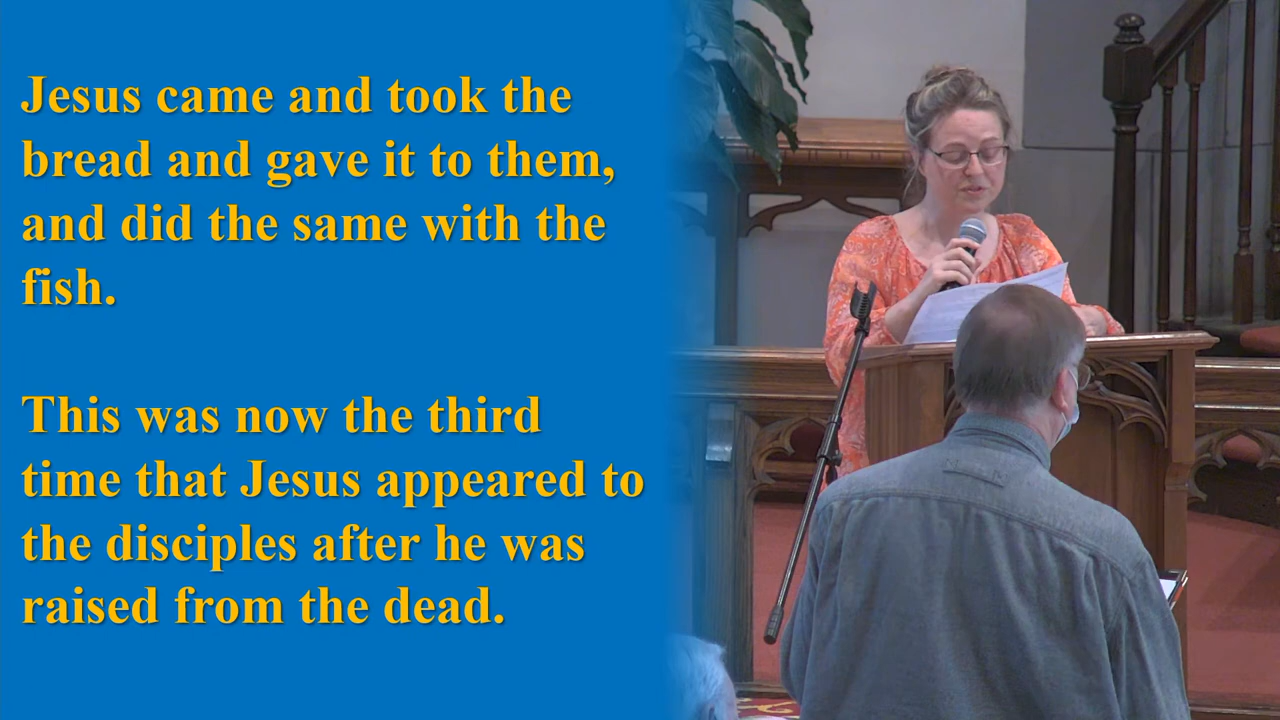 Jesus came and took the
bread and gave it to them,
and did the same with the
fish.
This was now the third
time that Jesus appeared to
the disciples after he was
raised from the dead.